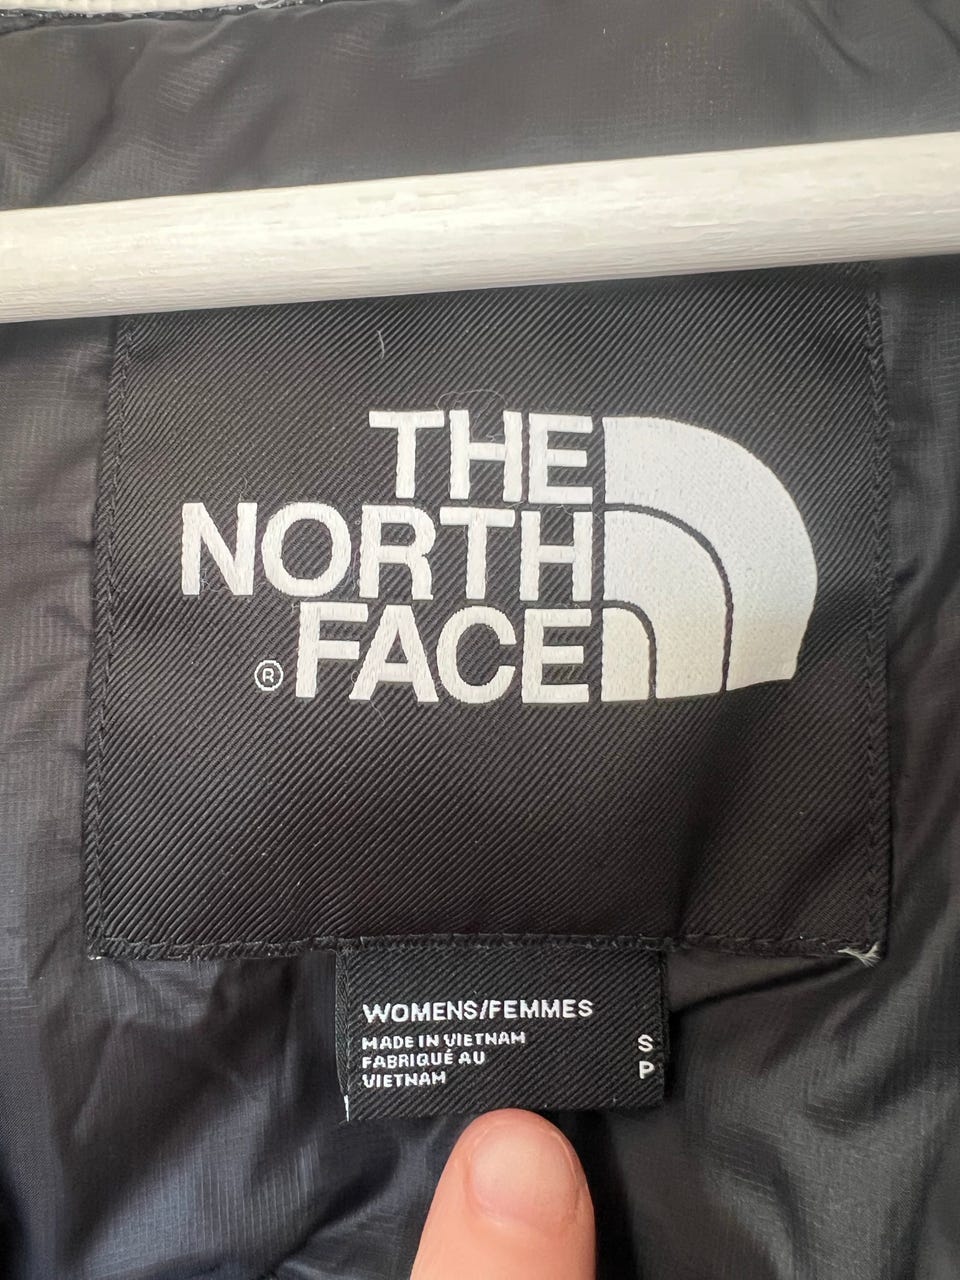 THE
NORTH
® FACE
WOMENS/FEMMES
MADE IN VIETNAM
FABRIQUÉ AU
VIETNAM
S
P